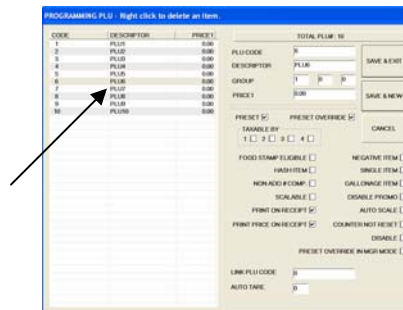 PROGRAMMING PLU - Right click to delete an item.
CODE DESCRIPTOR PRICE1
1 PLU1 0.00
2 PLU2 0.00
3 PLU3 0.00
4 PLU4 0.00
5 PLU5 0.00
6 PLU6 0.00
7 PLU7 0.00
8 PLU8 0.00
9 PLU9 0.00
10 PLU10 0.00
TOTAL PLU#: 10
PLU CODE 6
DESCRIPTOR PLU6
GROUP 1 0 0
PRICE1 0.00
SAVE & EXIT
SAVE & NEW
CANCEL
PRESET PRESET OVERRIDE
TAXABLE BY
1 2 3 4
FOOD STAMP ELIGIBLE NEGATIVE ITEM
HASH ITEM SINGLE ITEM
NON-ADD # COMP. GALLONAGE ITEM
SCALABLE DISABLE PROMO
PRINT ON RECEIPT AUTO SCALE
PRINT PRICE ON RECEIPT COUNTER NOT RESET
DISABLE
PRESET OVERRIDE IN MGR MODE
LINK PLU CODE 0
AUTO TARE 0